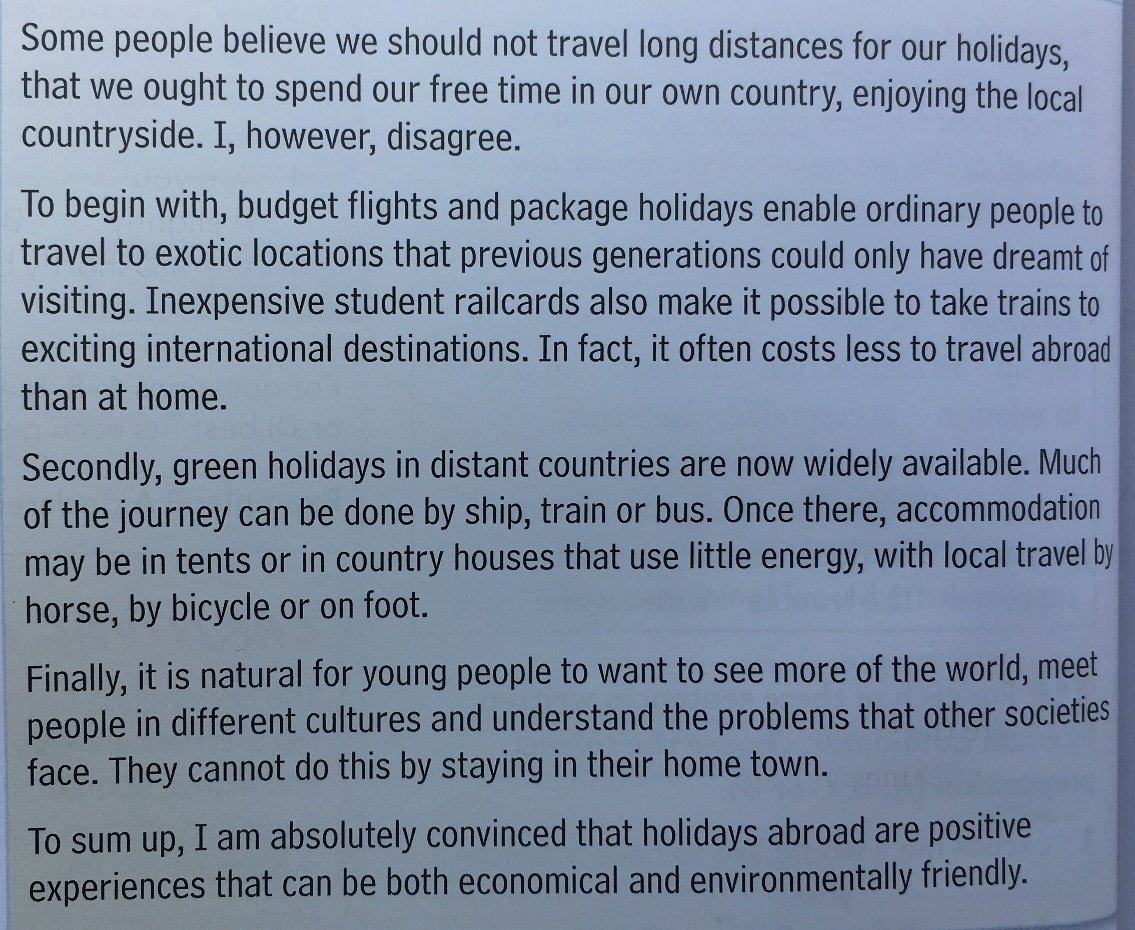 Some people believe we should not travel long distances for our holidays,
that we ought to spend our free time in our own country, enjoying the local
countryside. I, however, disagree.
To begin with, budget flights and package holidays enable ordinary people to
travel to exotic locations that previous generations could only have dreamt of
visiting. Inexpensive student railcards also make it possible to take trains to
exciting international destinations. In fact, it often costs less to travel abroad
than at home.
Secondly, green holidays in distant countries are now widely available. Much
of the journey can be done by ship, train or bus. Once there, accommodation
may be in tents or in country houses that use little energy, with local travel by
horse, by bicycle or on foot.
Finally, it is natural for young people to want to see more of the world, meet
people in different cultures and understand the problems that other societies
face. They cannot do this by staying in their home town.
To sum up, I am absolutely convinced that holidays abroad are positive
experiences that can be both economical and environmentally friendly.